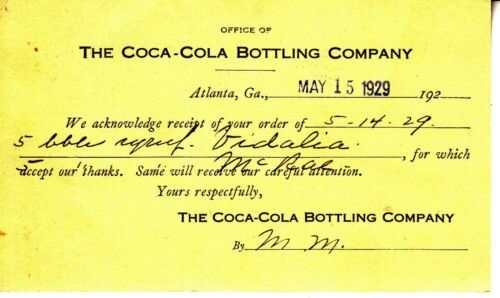 OFFICE OF
THE COCA-COLA BOTTLING COMPANY
Atlanta, Ga., MAY 15 1929 192
We acknowledge receipt of your order of 5-14-29.
5 bbls syrup. Vidalia. , for which
McRae
accept our thanks. Same will receive our careful attention.
Yours respectfully,
THE COCA-COLA BOTTLING COMPANY
By M. M.